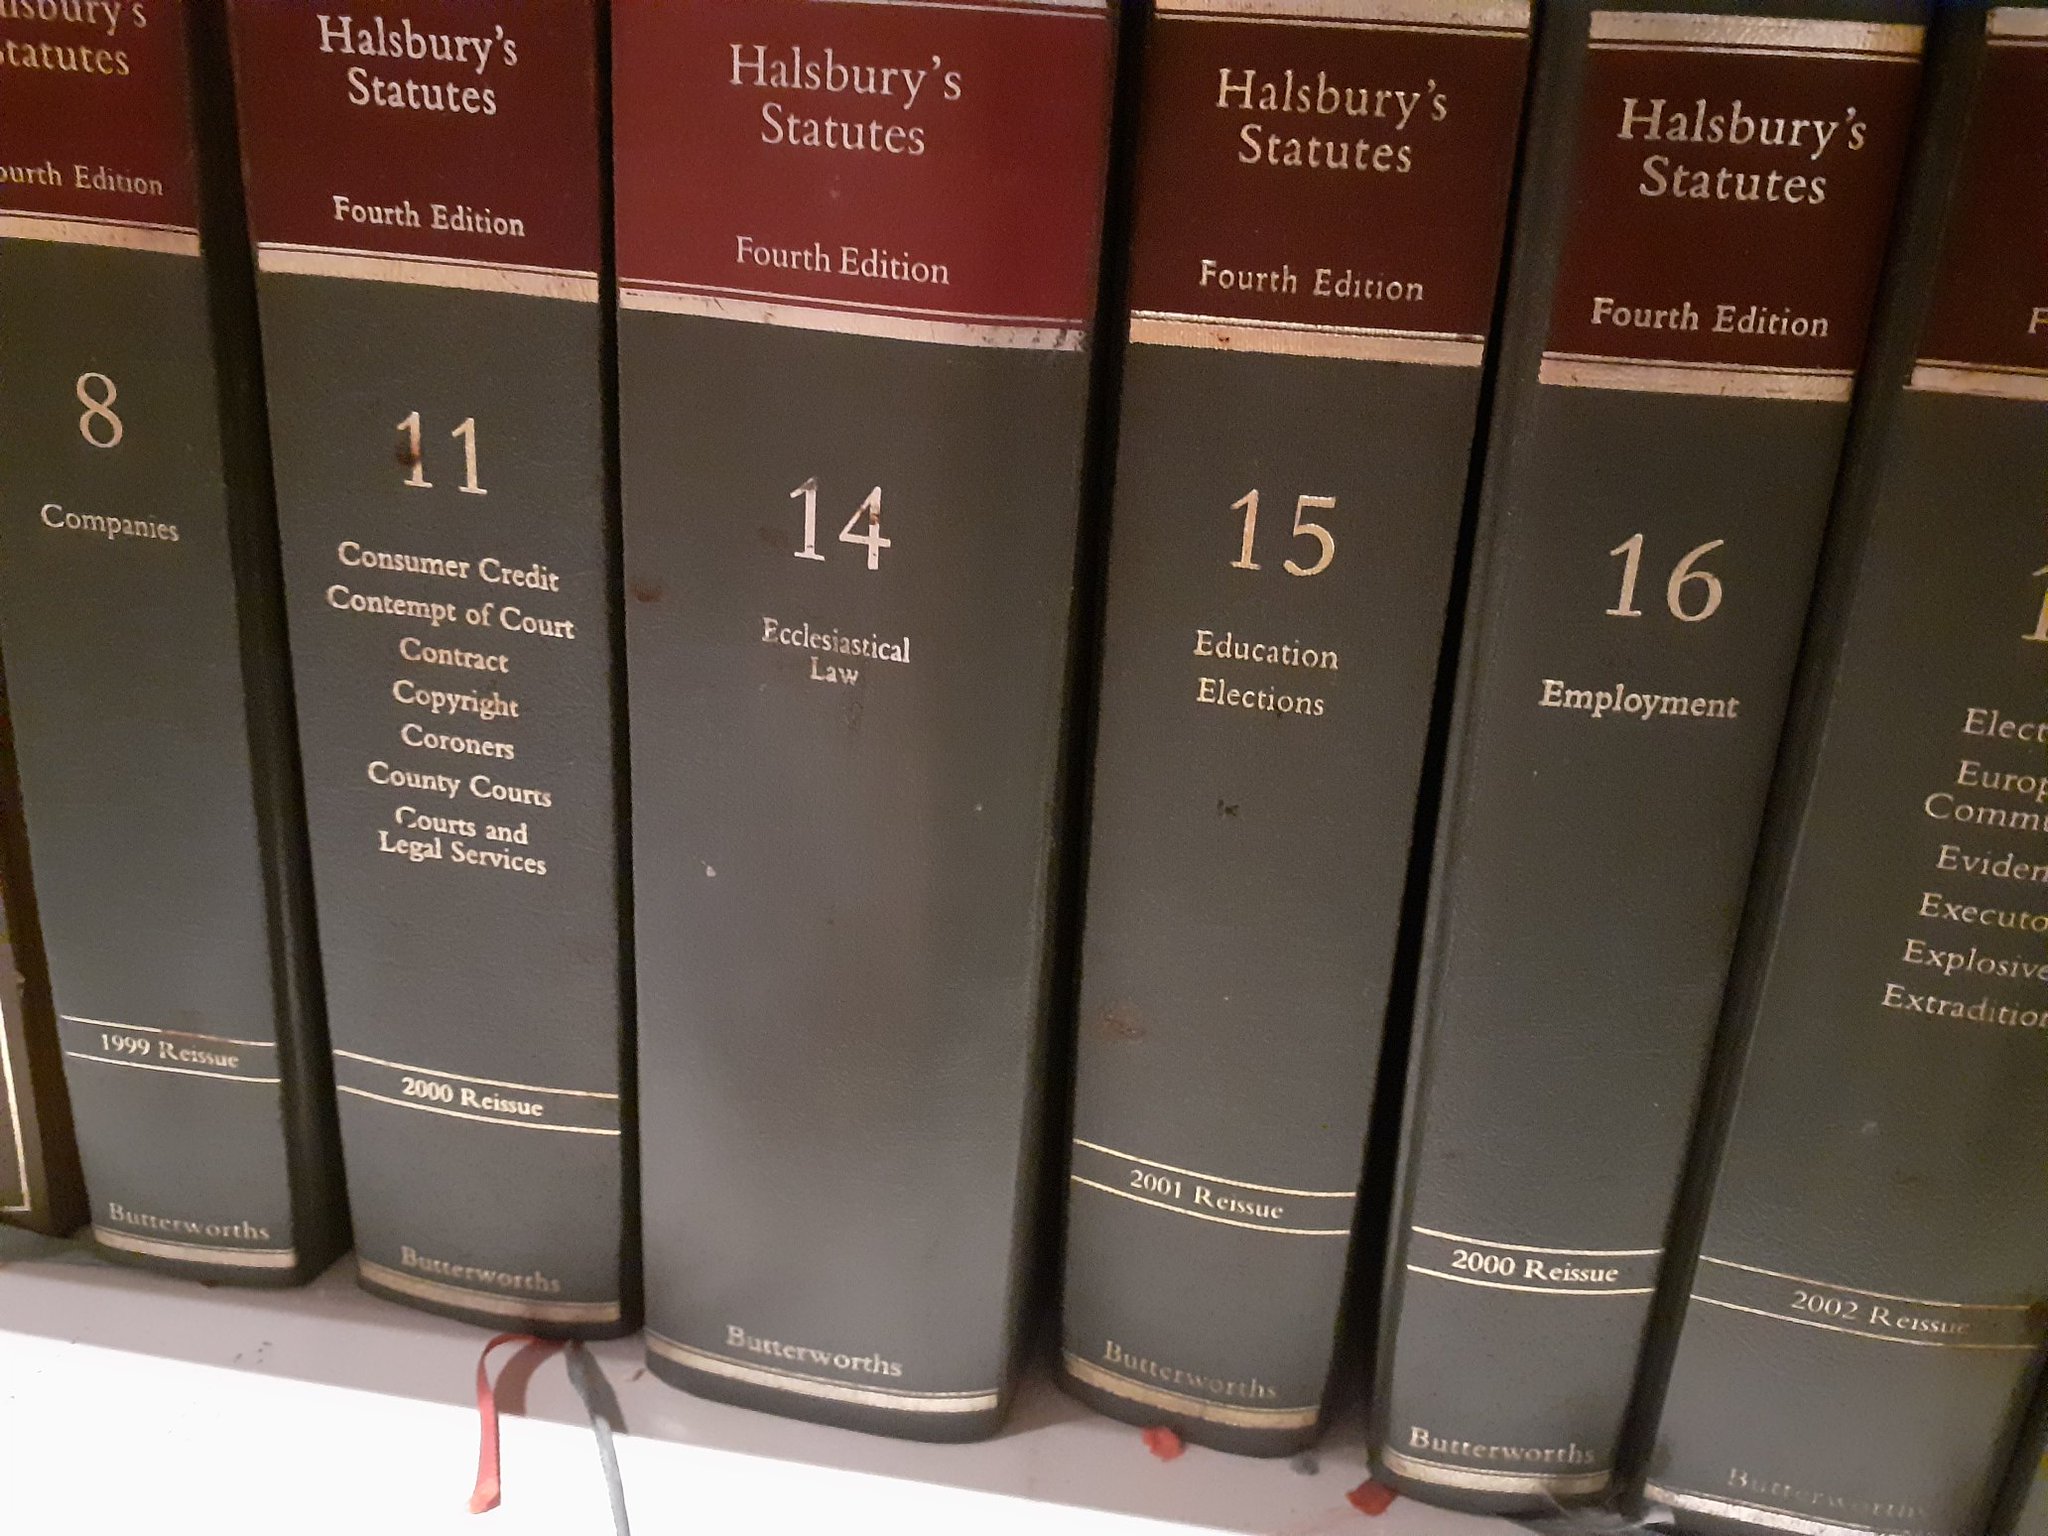 Statutes
Edition
8
Companies
1999 Reissue
Butterworths
Halsbury's
Statutes
Fourth Edition
11
Consumer Credit
Contempt of Court
Contract
Copyright
Coroners
County Courts
Courts and
Legal Services
2000 Reissue
Butterworths
Halsbury's
Statutes
Fourth Edition
14
Ecclesiastical
Law
Butterworths
Halsbury's
Statutes
Fourth Edition
15
Education
Elections
2001 Reissue
Butterworths
Halsbury's
Statutes
Fourth Edition
16
Employment
2000 Reissue
Butterworths
Extradition
2002 Reissue
Butterworths